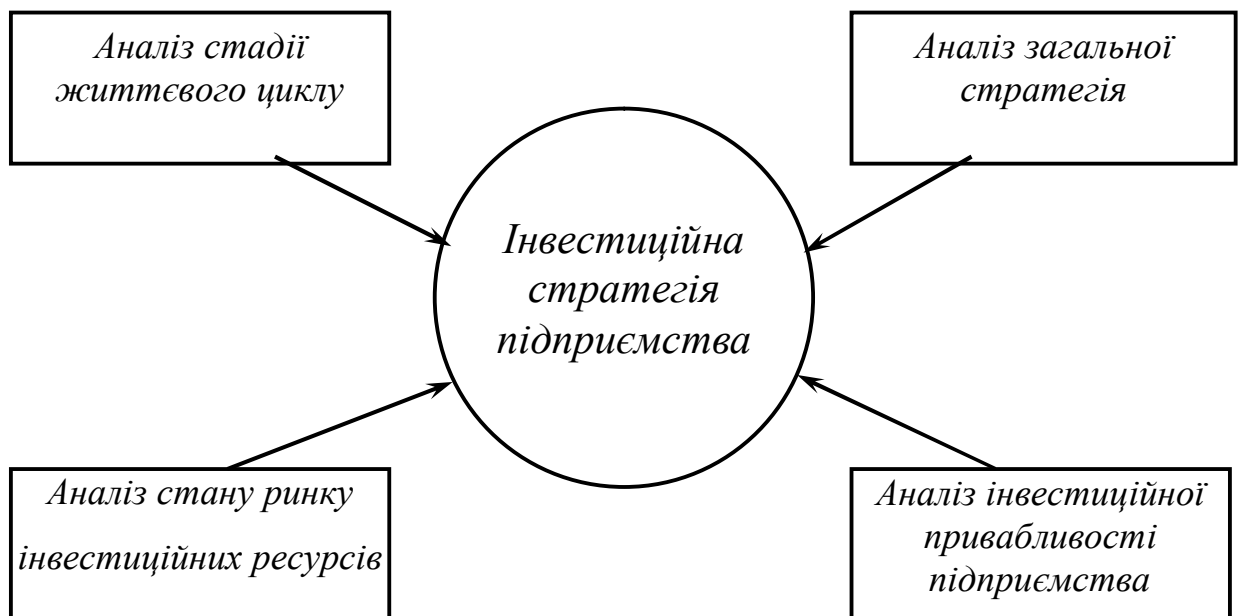 Аналіз стадії
життєвого циклу
Аналіз загальної
стратегія
Інвестиційна
стратегія
підприємства
Аналіз стану ринку
інвестиційних ресурсів
Аналіз інвестиційної
привабливості
підприємства